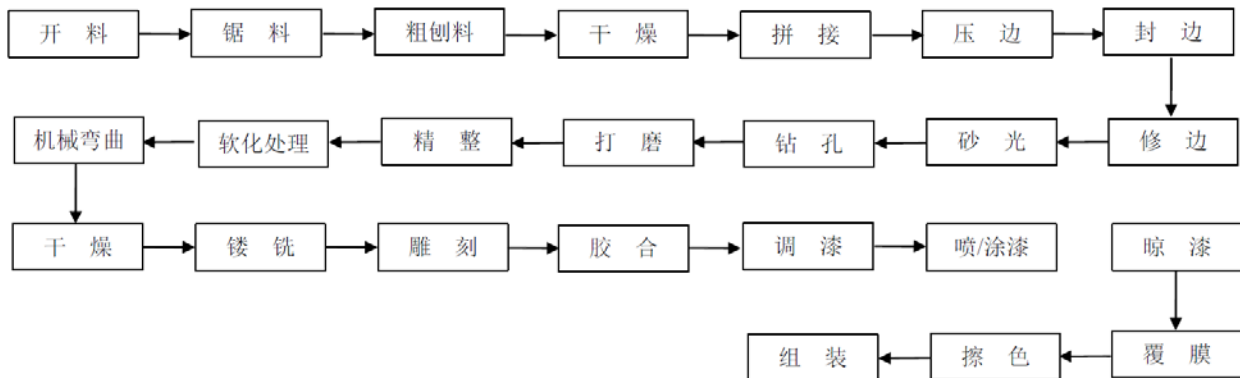 开 料 锯 料 粗刨料 干 燥 拼 接 压 边 封 边
机械弯曲 软化处理 精 整 打 磨 钻 孔 砂 光 修 边
干 燥 镂 铣 雕 刻 胶 合 调 漆 喷/涂漆 晾 漆
组 装 擦 色 覆 膜